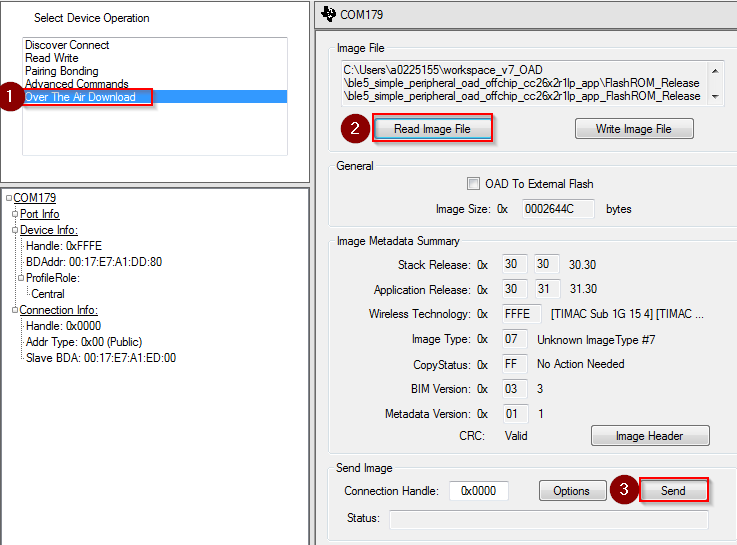 Select Device Operation
Discover Connect
Read Write
Pairing Bonding
Advanced Commands
1
Over The Air Download
COM179
Port Info
Device Info:
Handle: 0xFFFE
BDAddr: 00:17:E7:A1:DD:80
ProfileRole:
Central
Connection Info:
Handle: 0x0000
Addr Type: 0x00 (Public)
Slave BDA: 00:17:E7:A1:ED:00
COM179
Image File
C:\Users\a0225155\workspace_v7_OAD
\ble5_simple_peripheral_oad_offchip_cc26x2r1lp_app\FlashROM_Release
\ble5_simple_peripheral_oad_offchip_cc26x2r1lp_app_FlashROM_Release
2 Read Image File Write Image File
General
OAD To External Flash
Image Size: 0x 0002644C bytes
Image Metadata Summary
Stack Release: 0x 30 30 30.30
Application Release: 0x 30 31 31.30
Wireless Technology: 0x FFFE [TIMAC Sub 1G 15 4] [TIMAC ...
Image Type: 0x 07 Unknown ImageType #7
CopyStatus: 0x FF No Action Needed
BIM Version: 0x 03 3
Metadata Version: 0x 01 1
CRC: Valid Image Header
Send Image
Connection Handle: 0x0000 Options 3 Send
Status: